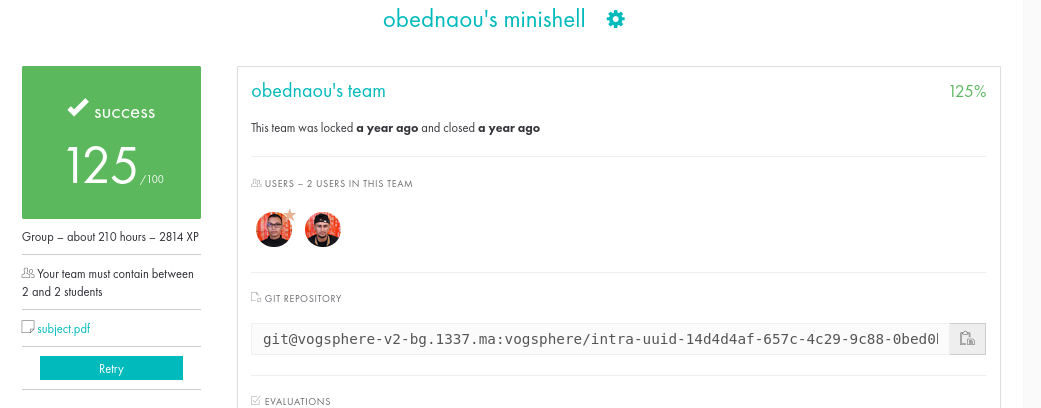 obednaou's minishell
success
125 /100
Group – about 210 hours – 2814 XP
Your team must contain between
2 and 2 students
subject.pdf
Retry
obednaou's team
125%
This team was locked a year ago and closed a year ago
USERS – 2 USERS IN THIS TEAM
GIT REPOSITORY
git@vogsphere-v2-bg.1337.ma:vogsphere/intra-uuid-14d4d4af-657c-4c29-9c88-0bed0
EVALUATIONS